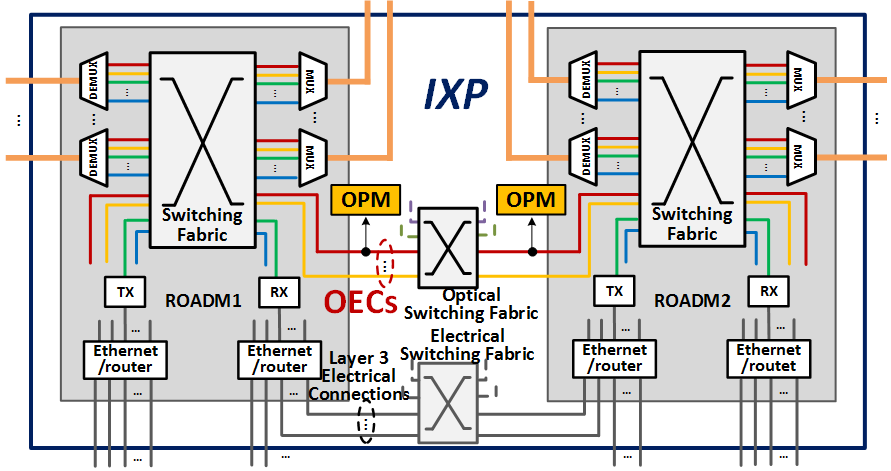 IXP
DEMUX
MUX
DEMUX
MUX
...
...
...
...
...
...
...
...
...
...
...
...
DEMUX
MUX
DEMUX
MUX
Switching
Fabric
Switching
Fabric
OPM
OPM
TX
ROADM1
RX
OECs
...
Optical
Switching Fabric
TX
ROADM2
RX
...
...
...
...
Ethernet
/router
Ethernet
/router
Layer 3
Electrical
Connections
...
Electrical
Switching Fabric
Ethernet
/router
Ethernet
/routet
...
...
...
...
...
...